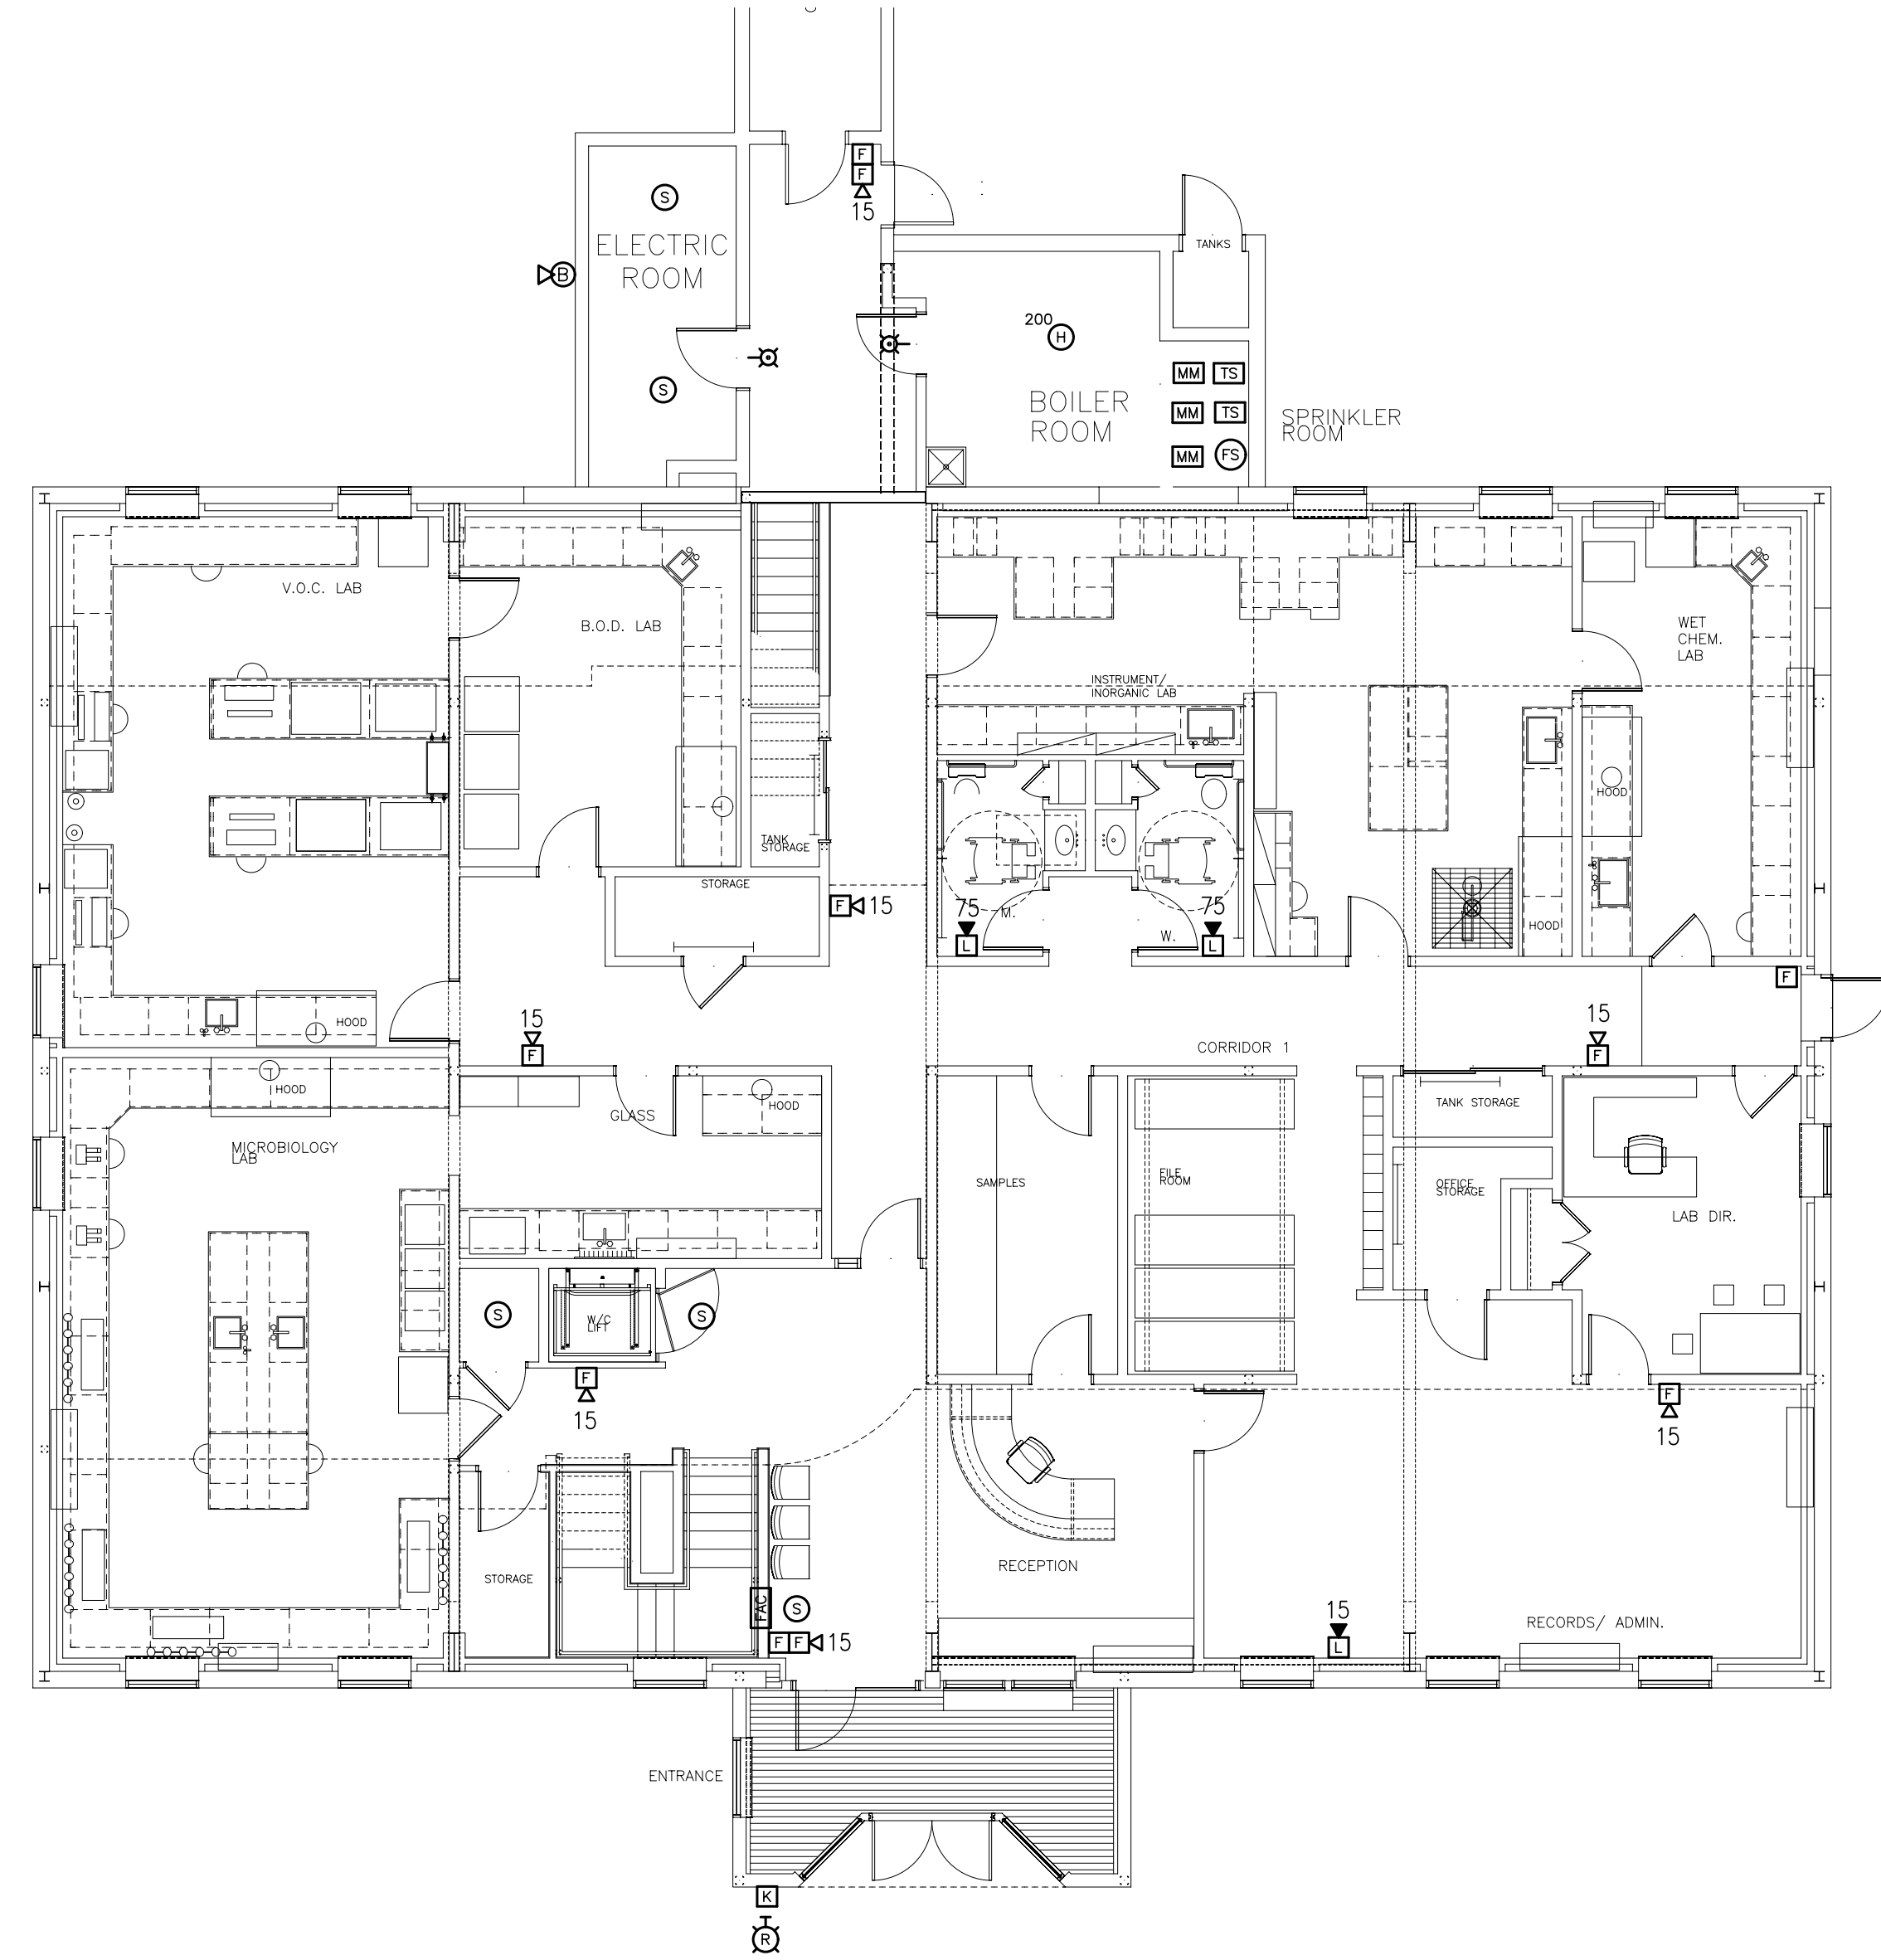 F
F
15
S
ELECTRIC
ROOM
TANKS
B
200
H
S
MM TS
MM TS
MM FS
BOILER
ROOM
SPRINKLER
ROOM
V.O.C. LAB
B.O.D. LAB
WET
CHEM.
LAB
INSTRUMENT/
INORGANIC LAB
HOOD
TANK
STORAGE
STORAGE
F 15
75
L
M.
75
L
W.
HOOD
F
HOOD
15
F
15
F
CORRIDOR 1
HOOD
HOOD
GLASS
TANK STORAGE
MICROBIOLOGY
LAB
SAMPLES
FILE
ROOM
OFFICE
STORAGE
LAB DIR.
S
W/C
LIFT
S
F
15
F
15
RECEPTION
STORAGE
FAC
S
F F 15
15
L
RECORDS/ ADMIN.
ENTRANCE
K
R